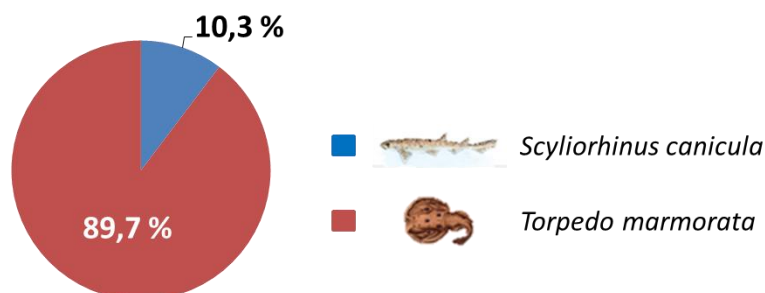 10,3 %
89,7 %
Scyliorhinus canicula
Torpedo marmorata